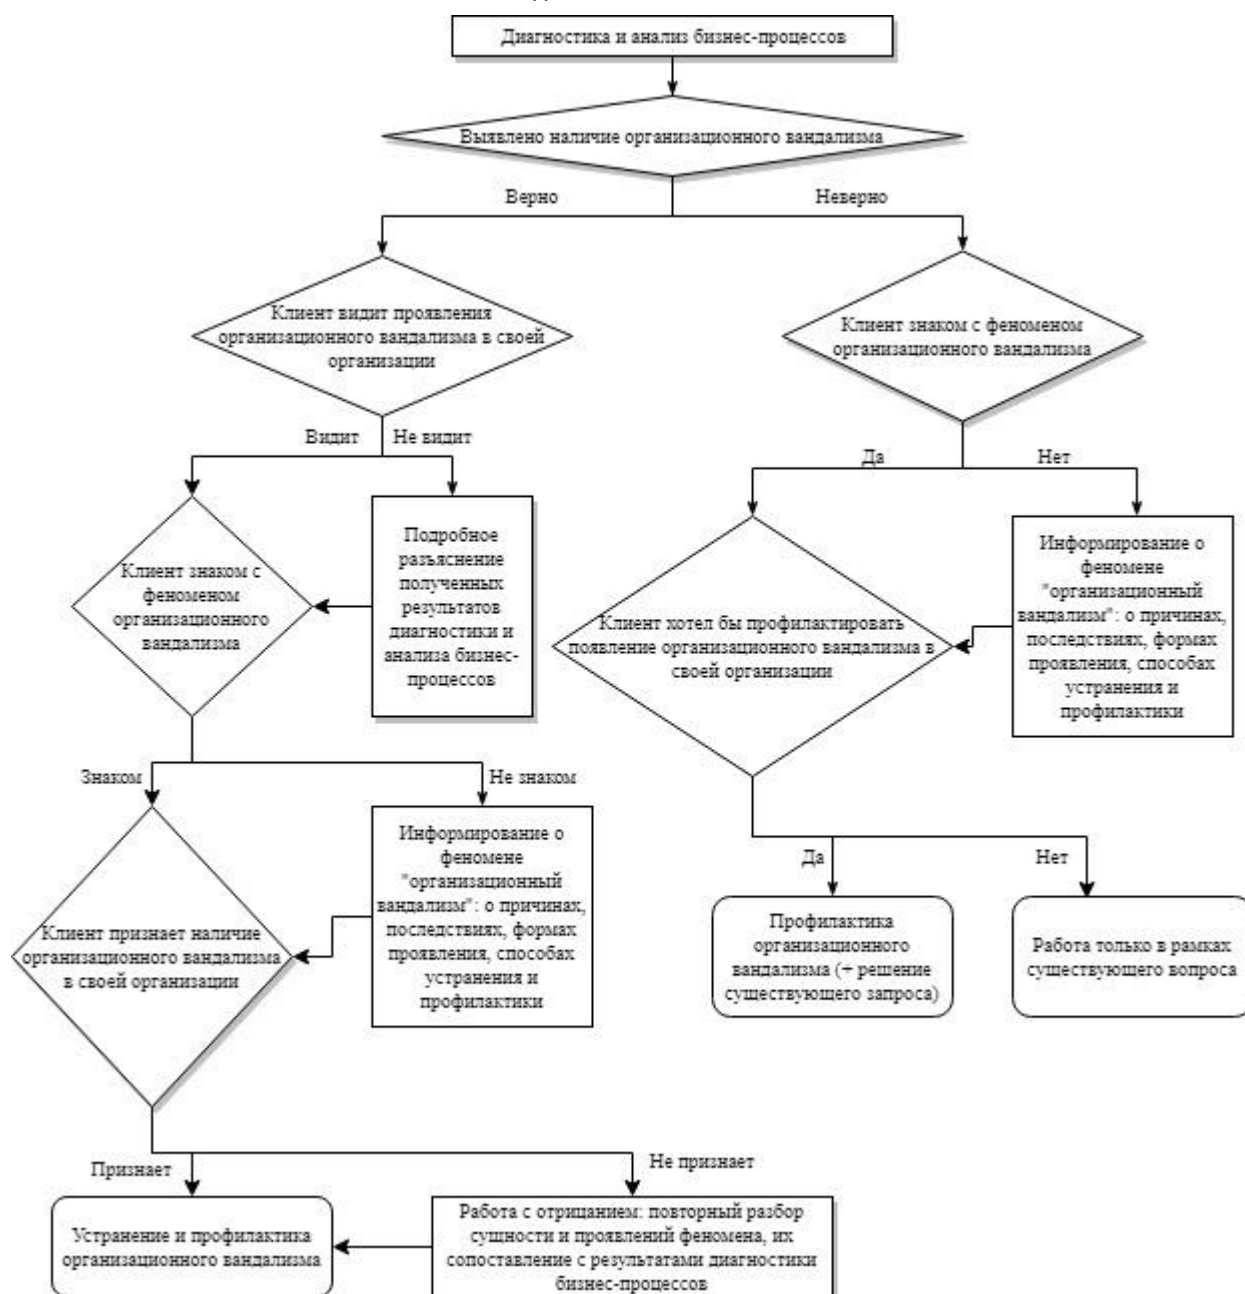 Диагностика и анализ бизнес-процессов
Выявлено наличие организационного вандализма
Верно
Неверно
Клиент видит проявления
организационного вандализма в своей
организации
Клиент знаком с феноменом
организационного вандализма
Видит
Не видит
Да
Нет
Клиент знаком с
феноменом
организационного
вандализма
Подробное
разъяснение
полученных
результатов
диагностики и
анализа бизнес-
процессов
Клиент хотел бы профилактировать
появление организационного вандализма в
своей организации
Информирование о
феномене
"организационный
вандализм": о причинах,
последствиях, формах
проявления, способах
устранения и
профилактики
Знаком
Не знаком
Клиент признает наличие
организационного вандализма
в своей организации
Информирование о
феномене
"организационный
вандализм": о причинах,
последствиях, формах
проявления, способах
устранения и
профилактики
Да
Нет
Профилактика
организационного
вандализма (+ решение
существующего запроса)
Работа только в рамках
существующего вопроса
Признает
Не признает
Устранение и профилактика
организационного вандализма
Работа с отрицанием: повторный разбор
сущности и проявлений феномена, их
сопоставление с результатами диагностики
бизнес-процессов